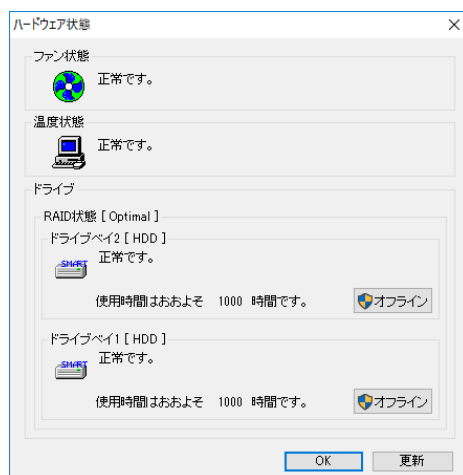 ハードウェア状態
ファン状態
正常です。
温度状態
正常です。
ドライブ
RAID状態 [ Optimal ]
ドライブベイ2 [ HDD ]
SMART
正常です。
使用時間はおおよそ 1000 時間です。 オフライン
ドライブベイ1 [ HDD ]
SMART
正常です。
使用時間はおおよそ 1000 時間です。 オフライン
OK 更新